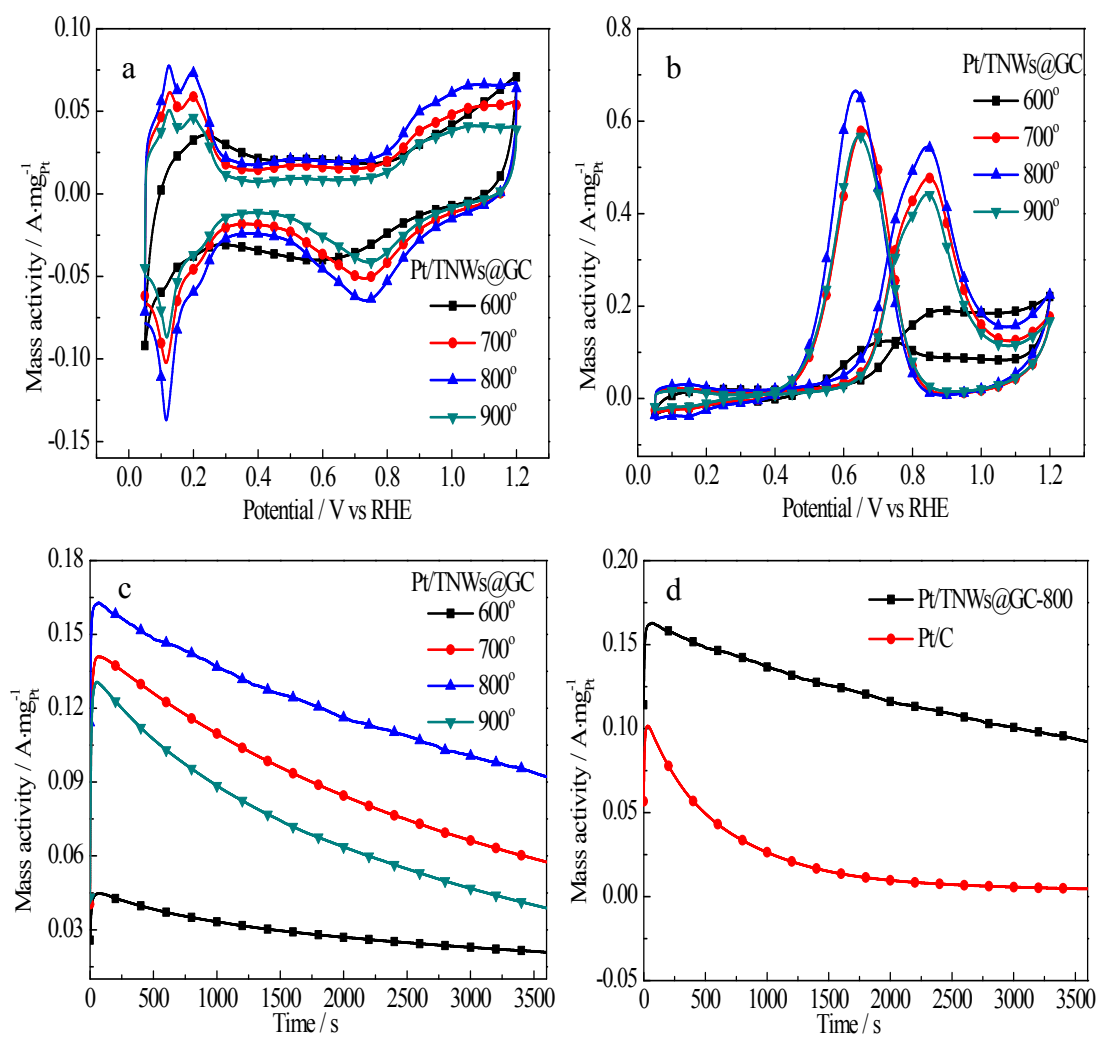 a
Pt/TNWs@GC
600°
700°
800°
900°
0.10
0.05
0.00
-0.05
-0.10
-0.15
0.0 0.2 0.4 0.6 0.8 1.0 1.2
Potential / V vs RHE
Mass activity / A·mg⁻¹Pt
b
Pt/TNWs@GC
600°
700°
800°
900°
0.8
0.6
0.4
0.2
0.0
0.0 0.2 0.4 0.6 0.8 1.0 1.2
Potential / V vs RHE
Mass activity / A·mg⁻¹Pt
c
Pt/TNWs@GC
600°
700°
800°
900°
0.18
0.15
0.12
0.09
0.06
0.03
0 500 1000 1500 2000 2500 3000 3500
Time / s
Mass activity / A·mg⁻¹Pt
d
Pt/TNWs@GC-800
Pt/C
0.20
0.15
0.10
0.05
0.00
-0.05
0 500 1000 1500 2000 2500 3000 3500
Time / s
Mass activity / A·mg⁻¹Pt